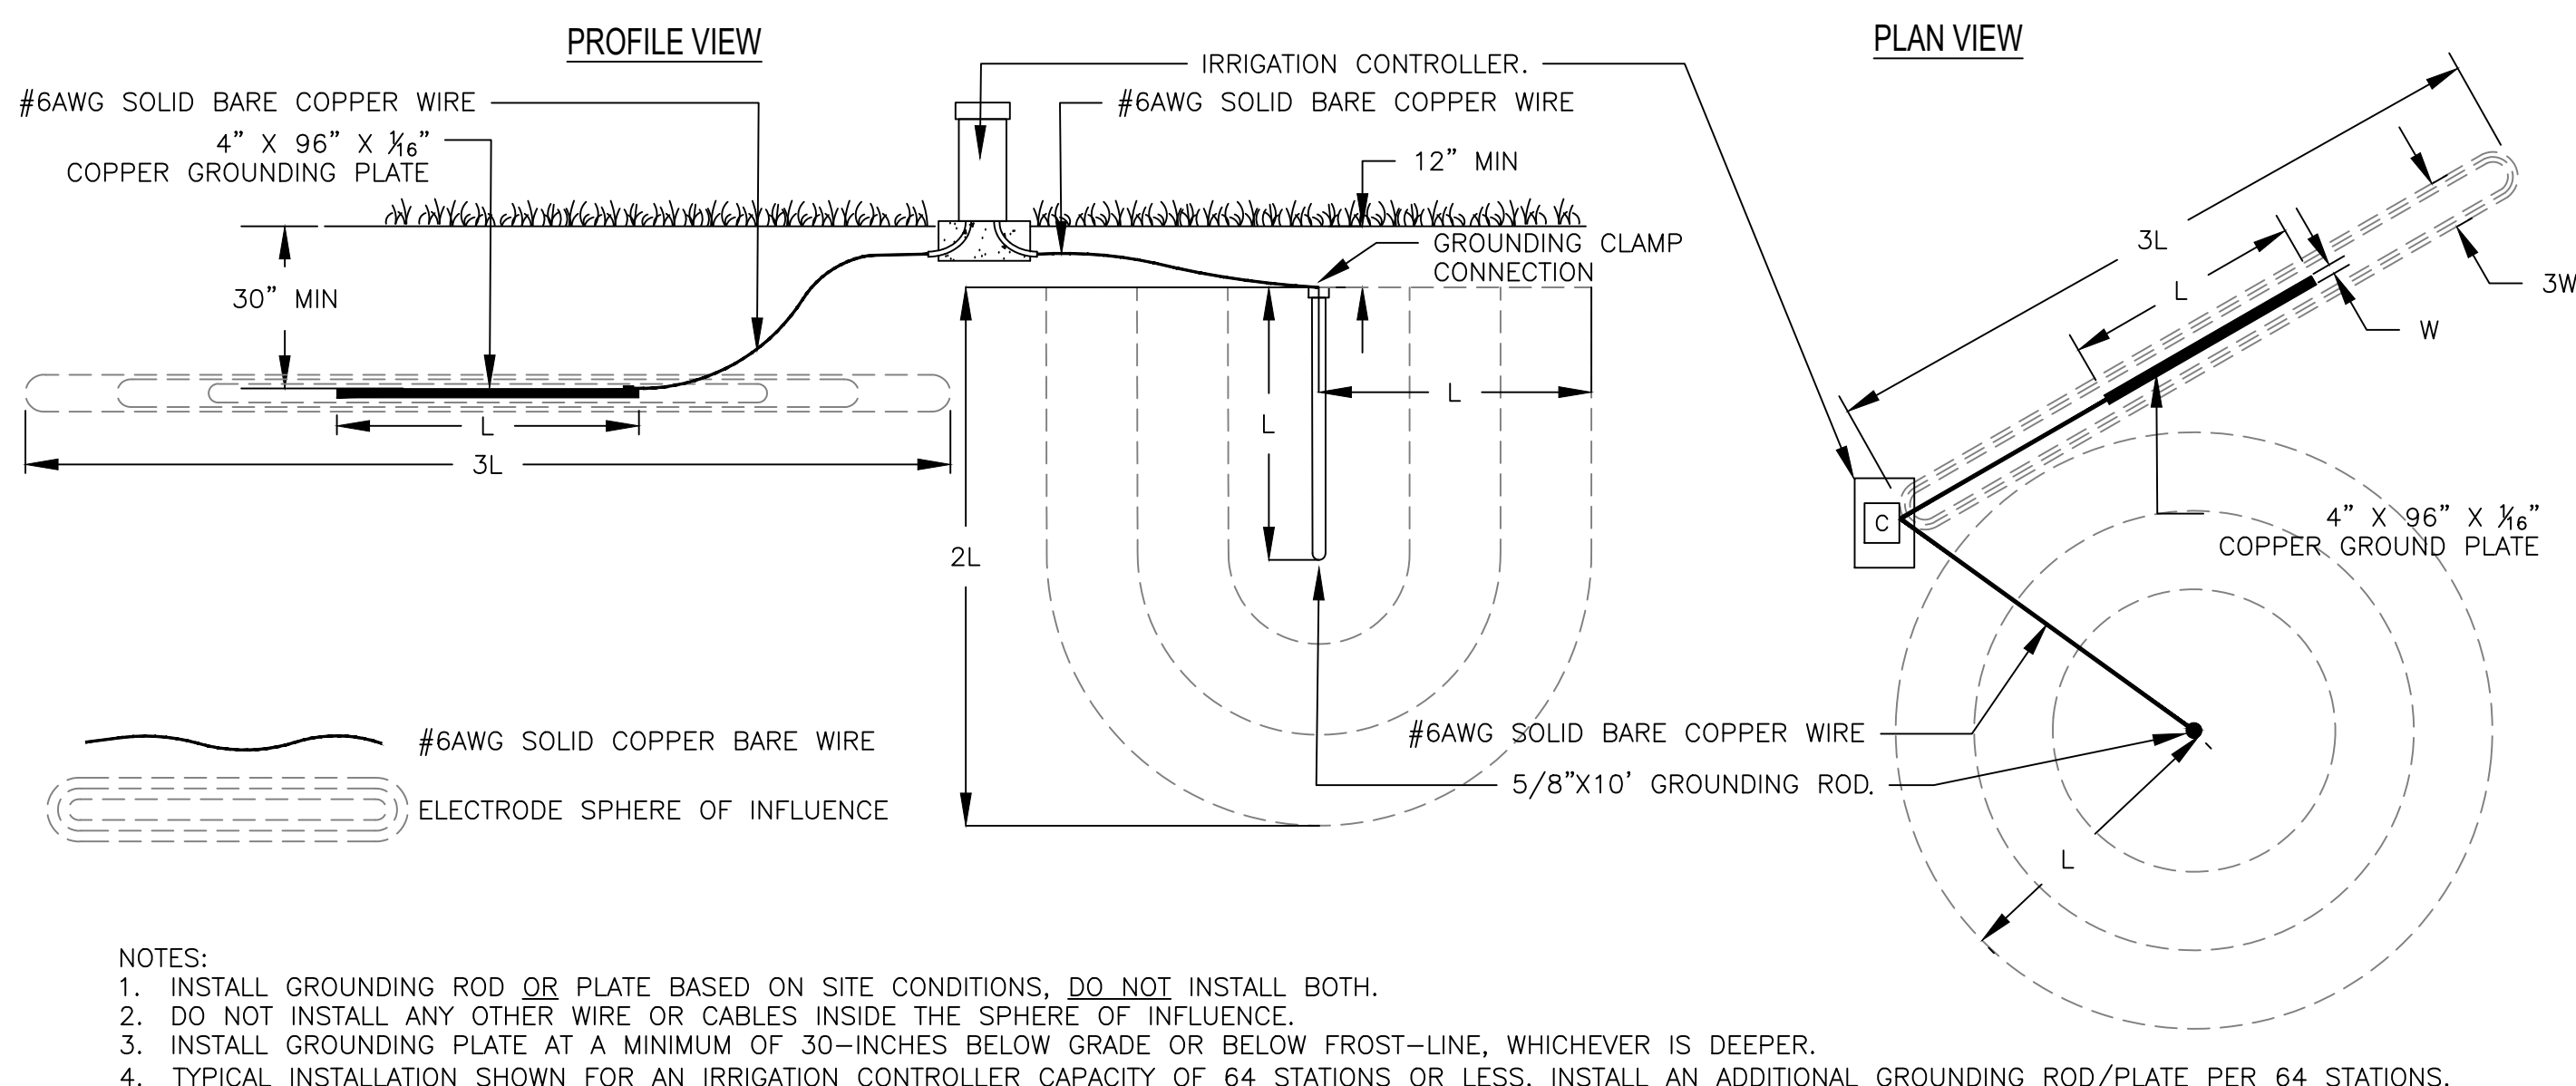 PROFILE VIEW
PLAN VIEW
IRRIGATION CONTROLLER.
#6AWG SOLID BARE COPPER WIRE
#6AWG SOLID BARE COPPER WIRE
4” X 96” X 1/16”
COPPER GROUNDING PLATE
12” MIN
GROUNDING CLAMP
CONNECTION
30” MIN
3L
L
3W
W
L
L
L
3L
2L
C
4” X 96” X 1/16”
COPPER GROUND PLATE
#6AWG SOLID BARE COPPER WIRE
5/8”X10’ GROUNDING ROD.
L
#6AWG SOLID COPPER BARE WIRE
ELECTRODE SPHERE OF INFLUENCE
NOTES:
1. INSTALL GROUNDING ROD OR PLATE BASED ON SITE CONDITIONS, DO NOT INSTALL BOTH.
2. DO NOT INSTALL ANY OTHER WIRE OR CABLES INSIDE THE SPHERE OF INFLUENCE.
3. INSTALL GROUNDING PLATE AT A MINIMUM OF 30-INCHES BELOW GRADE OR BELOW FROST-LINE, WHICHEVER IS DEEPER.
4. TYPICAL INSTALLATION SHOWN FOR AN IRRIGATION CONTROLLER CAPACITY OF 64 STATIONS OR LESS. INSTALL AN ADDITIONAL GROUNDING ROD/PLATE PER 64 STATIONS.